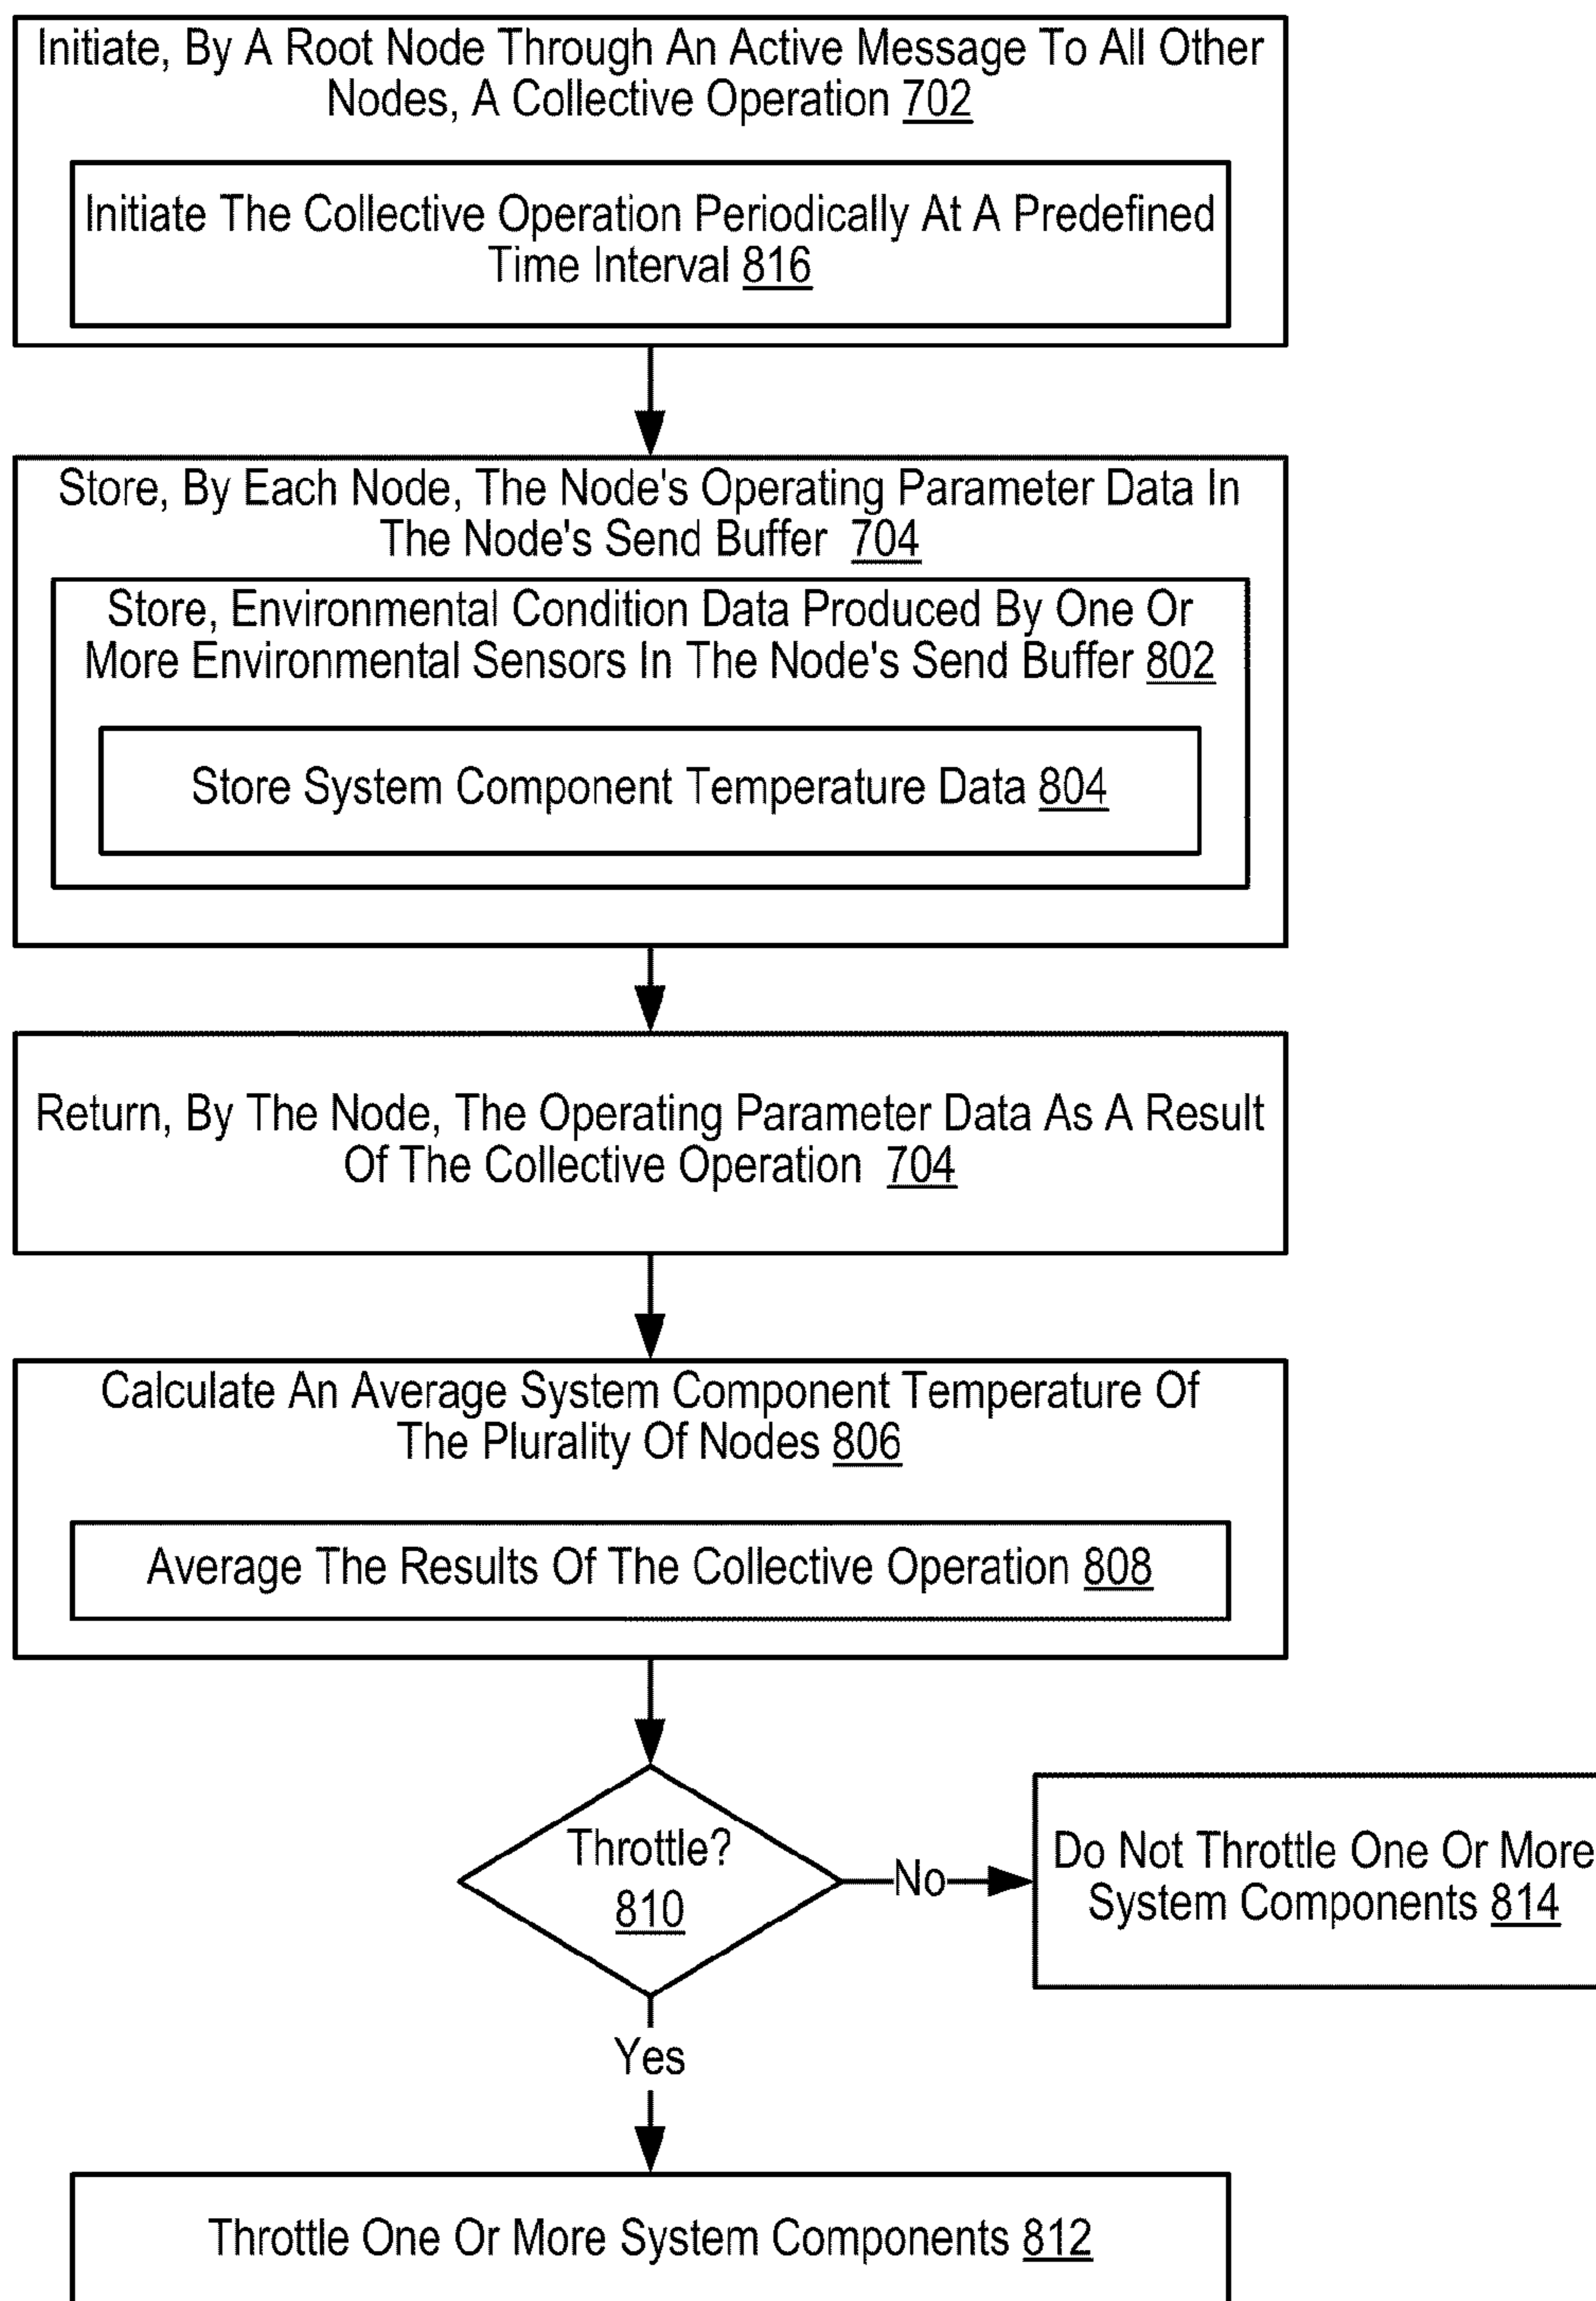 Initiate, By A Root Node Through An Active Message To All Other
Nodes, A Collective Operation 702
Initiate The Collective Operation Periodically At A Predefined
Time Interval 816
Store, By Each Node, The Node's Operating Parameter Data In
The Node's Send Buffer 704
Store, Environmental Condition Data Produced By One Or
More Environmental Sensors In The Node's Send Buffer 802
Store System Component Temperature Data 804
Return, By The Node, The Operating Parameter Data As A Result
Of The Collective Operation 704
Calculate An Average System Component Temperature Of
The Plurality Of Nodes 806
Average The Results Of The Collective Operation 808
Throttle?
810
No
Do Not Throttle One Or More
System Components 814
Yes
Throttle One Or More System Components 812